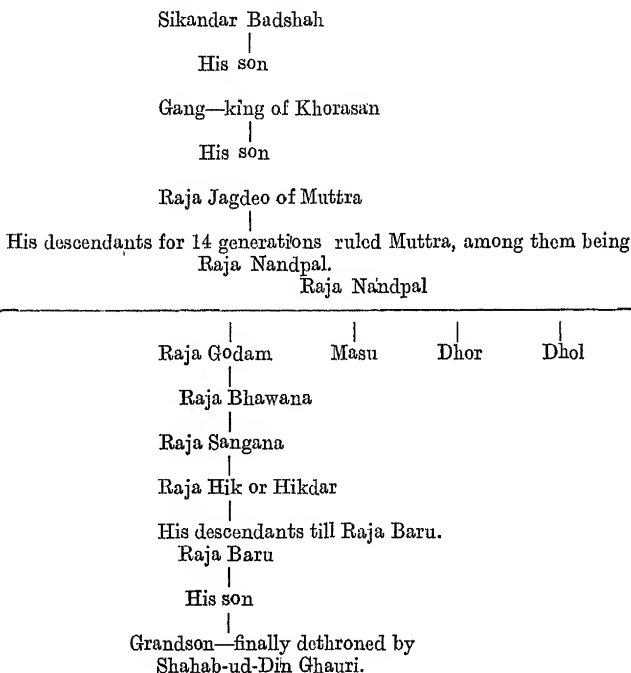 Sikandar Badshah
His son
Gang—king of Khorasan
His son
Raja Jagdeo of Muttra
His descendants for 14 generations ruled Muttra, among them being
Raja Nandpal.
Raja Nandpal
Raja Godam Masu Dhor Dhol
Raja Bhawana
Raja Sangana
Raja Hik or Hikdar
His descendants till Raja Baru.
Raja Baru
His son
Grandson—finally dethroned by
Shahab-ud-Din Ghauri.